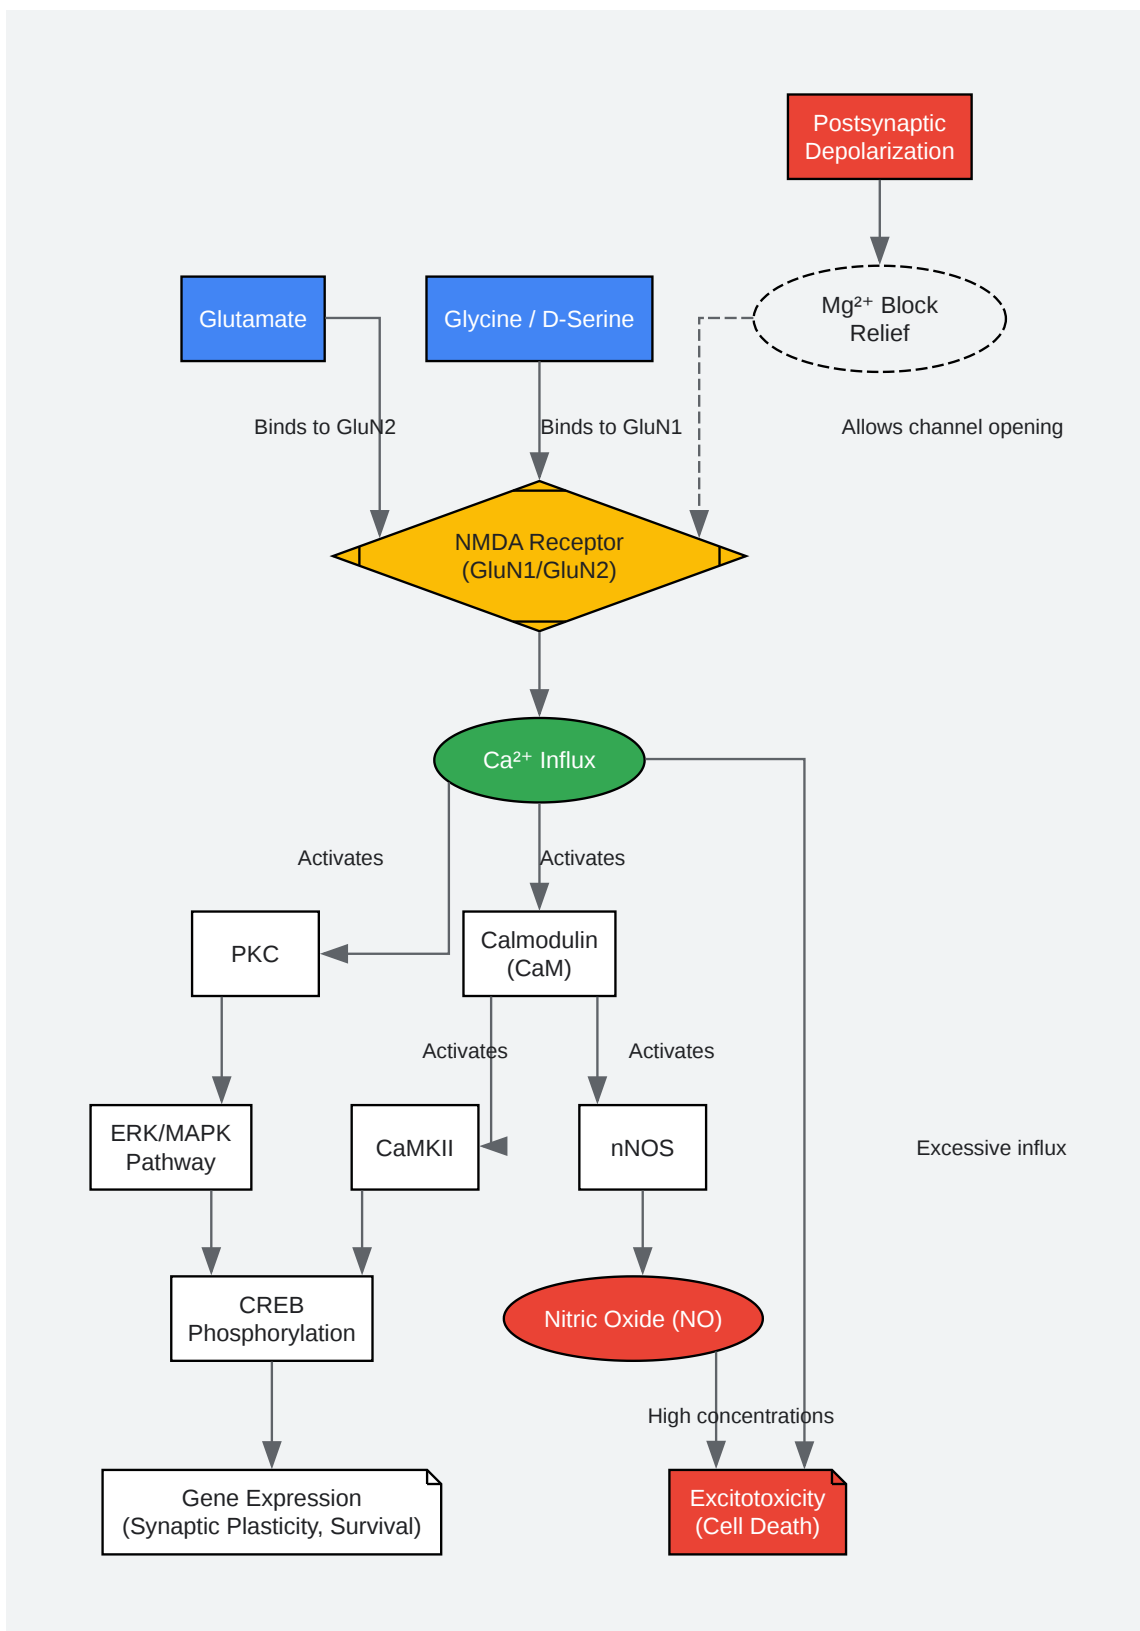 Postsynaptic
Depolarization
Glutamate
Glycine / D-Serine
Mg²⁺ Block
Relief
Binds to GluN2
Binds to GluN1
Allows channel opening
NMDA Receptor
(GluN1/GluN2)
Ca²⁺ Influx
Activates
Activates
PKC
Calmodulin
(CaM)
Activates
Activates
ERK/MAPK
Pathway
CaMKII
nNOS
Excessive influx
CREB
Phosphorylation
Nitric Oxide (NO)
High concentrations
Gene Expression
(Synaptic Plasticity, Survival)
Excitotoxicity
(Cell Death)